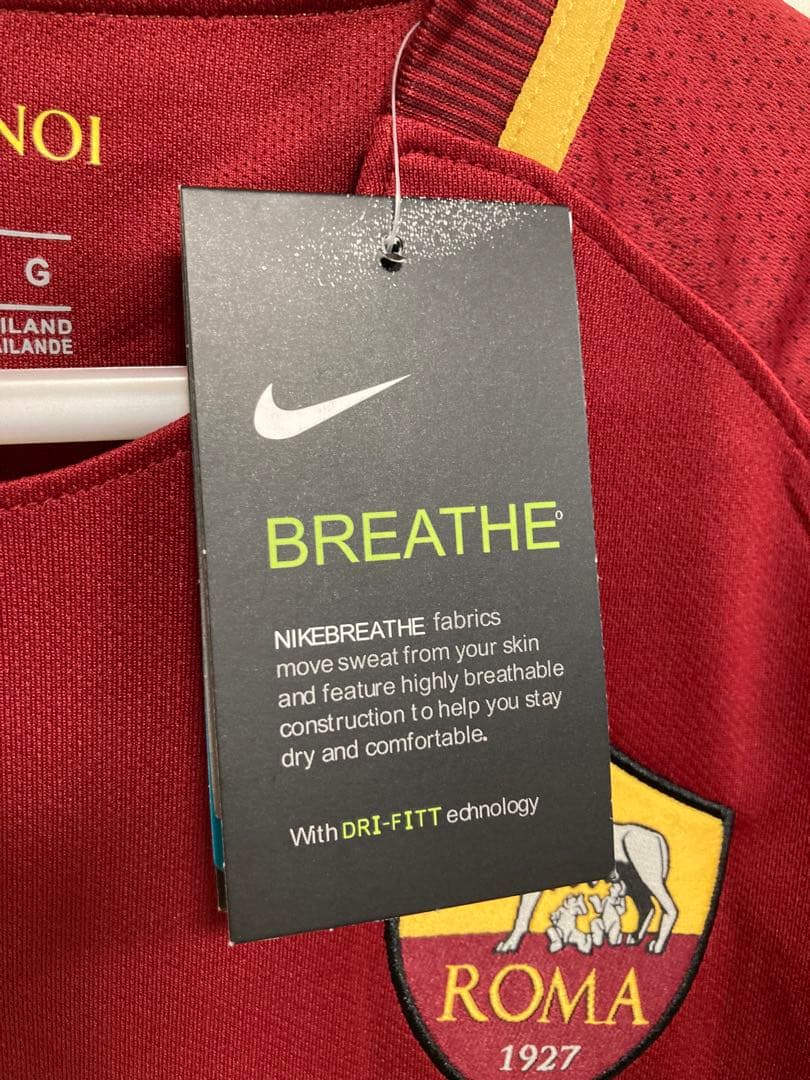 NOI
G
ILAND
AILANDE
BREATHE
NIKEBREATHE fabrics
move sweat from your skin
and feature highly breathable
construction to help you stay
dry and comfortable.
With DRI-FITT echnology
ROMA
1927